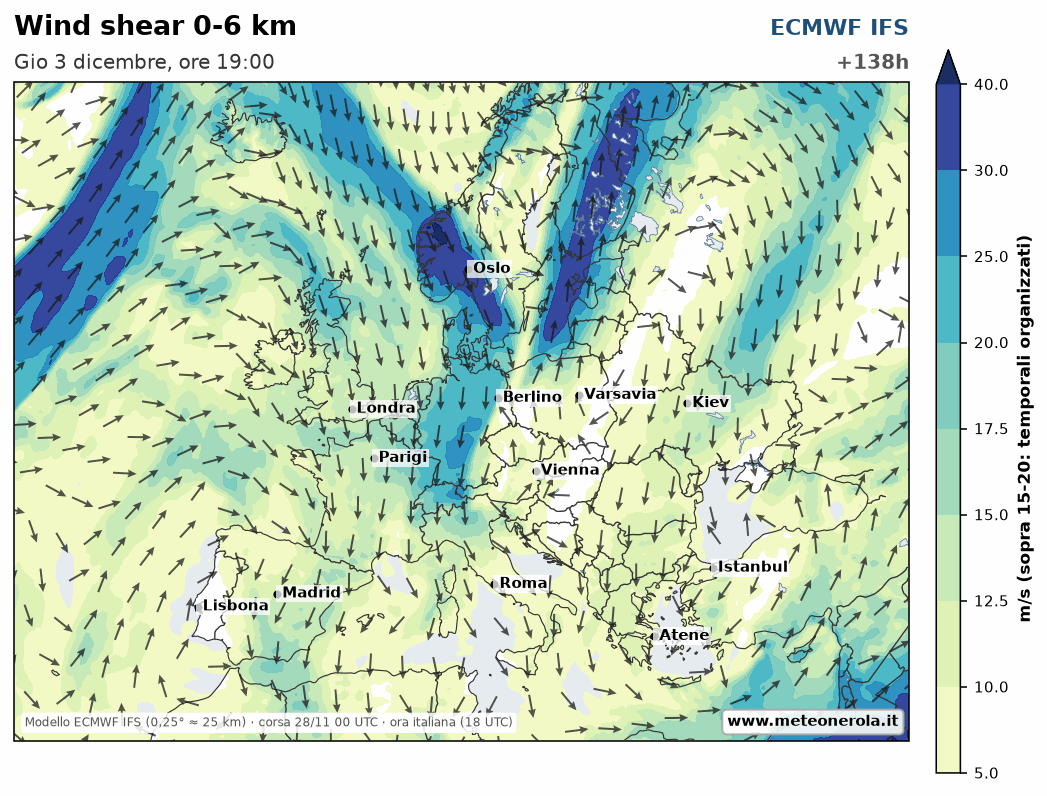 Wind shear 0-6 km
ECMWF IFS
Gio 3 dicembre, ore 19:00
+138h
40.0
30.0
25.0
20.0
17.5
15.0
12.5
10.0
5.0
m/s (sopra 15-20: temporali organizzati)
Oslo
Berlino
Varsavia
Londra
Kiev
Parigi
Vienna
Istanbul
Roma
Madrid
Lisbona
Atene
Modello ECMWF IFS (0,25° ≈ 25 km) · corsa 28/11 00 UTC · ora italiana (18 UTC)
www.meteonerola.it